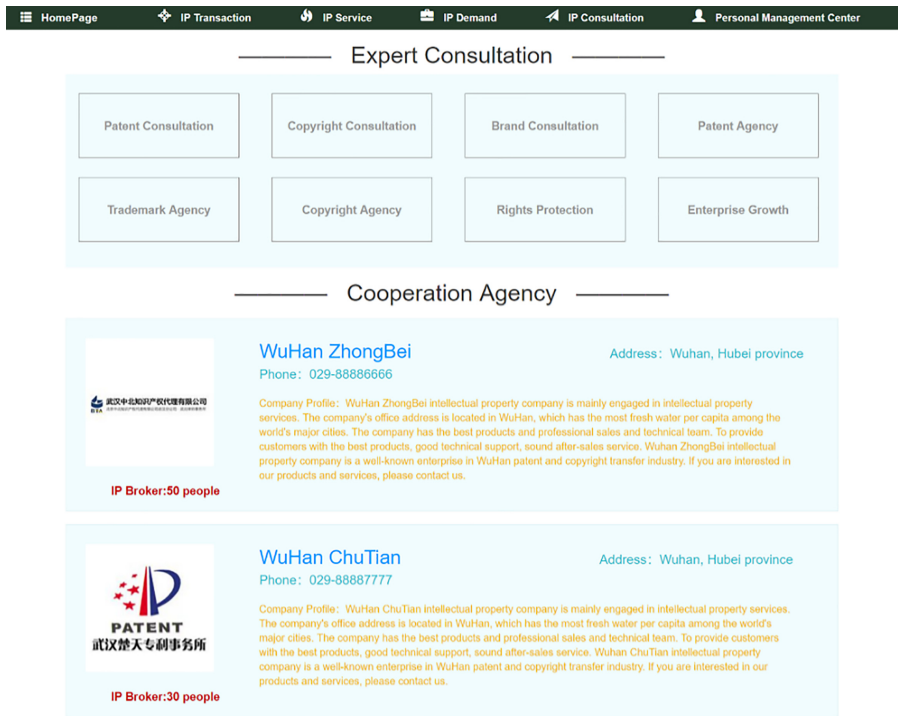 HomePage IP Transaction IP Service IP Demand IP Consultation Personal Management Center
Expert Consultation
Patent Consultation Copyright Consultation Brand Consultation Patent Agency
Trademark Agency Copyright Agency Rights Protection Enterprise Growth
Cooperation Agency
武汉中北知识产权代理有限公司
IP Broker:50 people
WuHan ZhongBei
Address：Wuhan, Hubei province
Phone：029-88886666
Company Profile：WuHan ZhongBei intellectual property company is mainly engaged in intellectual property
services. The company's office address is located in WuHan, which has the most fresh water per capita among the
world's major cities. The company has the best products and professional sales and technical team. To provide
customers with the best products, good technical support, sound after-sales service. Wuhan ZhongBei intellectual
property company is a well-known enterprise in WuHan patent and copyright transfer industry. If you are interested in
our products and services, please contact us.
PATENT
武汉楚天专利事务所
IP Broker:30 people
WuHan ChuTian
Address：Wuhan, Hubei province
Phone：029-88887777
Company Profile：WuHan ChuTian intellectual property company is mainly engaged in intellectual property services.
The company's office address is located in WuHan, which has the most fresh water per capita among the world's
major cities. The company has the best products and professional sales and technical team. To provide customers
with the best products, good technical support, sound after-sales service. Wuhan ChuTian intellectual property
company is a well-known enterprise in WuHan patent and copyright transfer industry. If you are interested in our
products and services, please contact us.